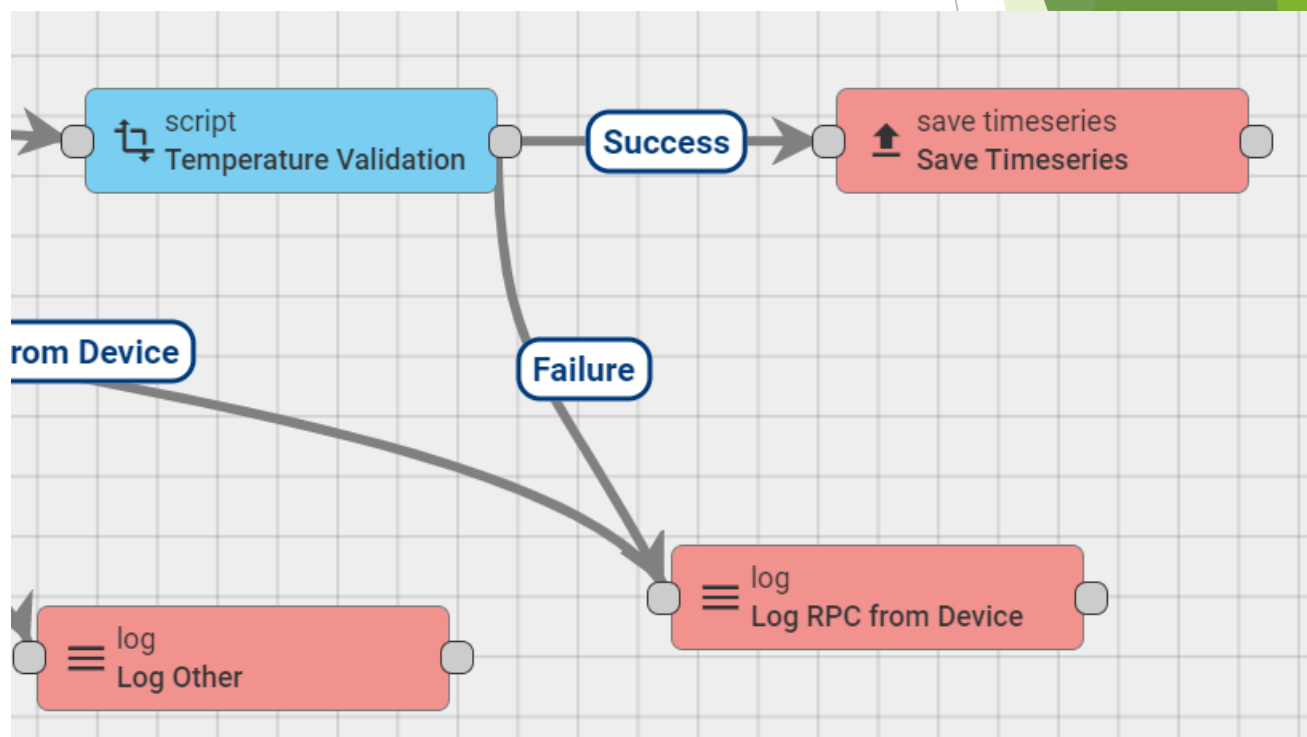 script
Temperature Validation
Success
save timeseries
Save Timeseries
rom Device
Failure
log
Log RPC from Device
log
Log Other